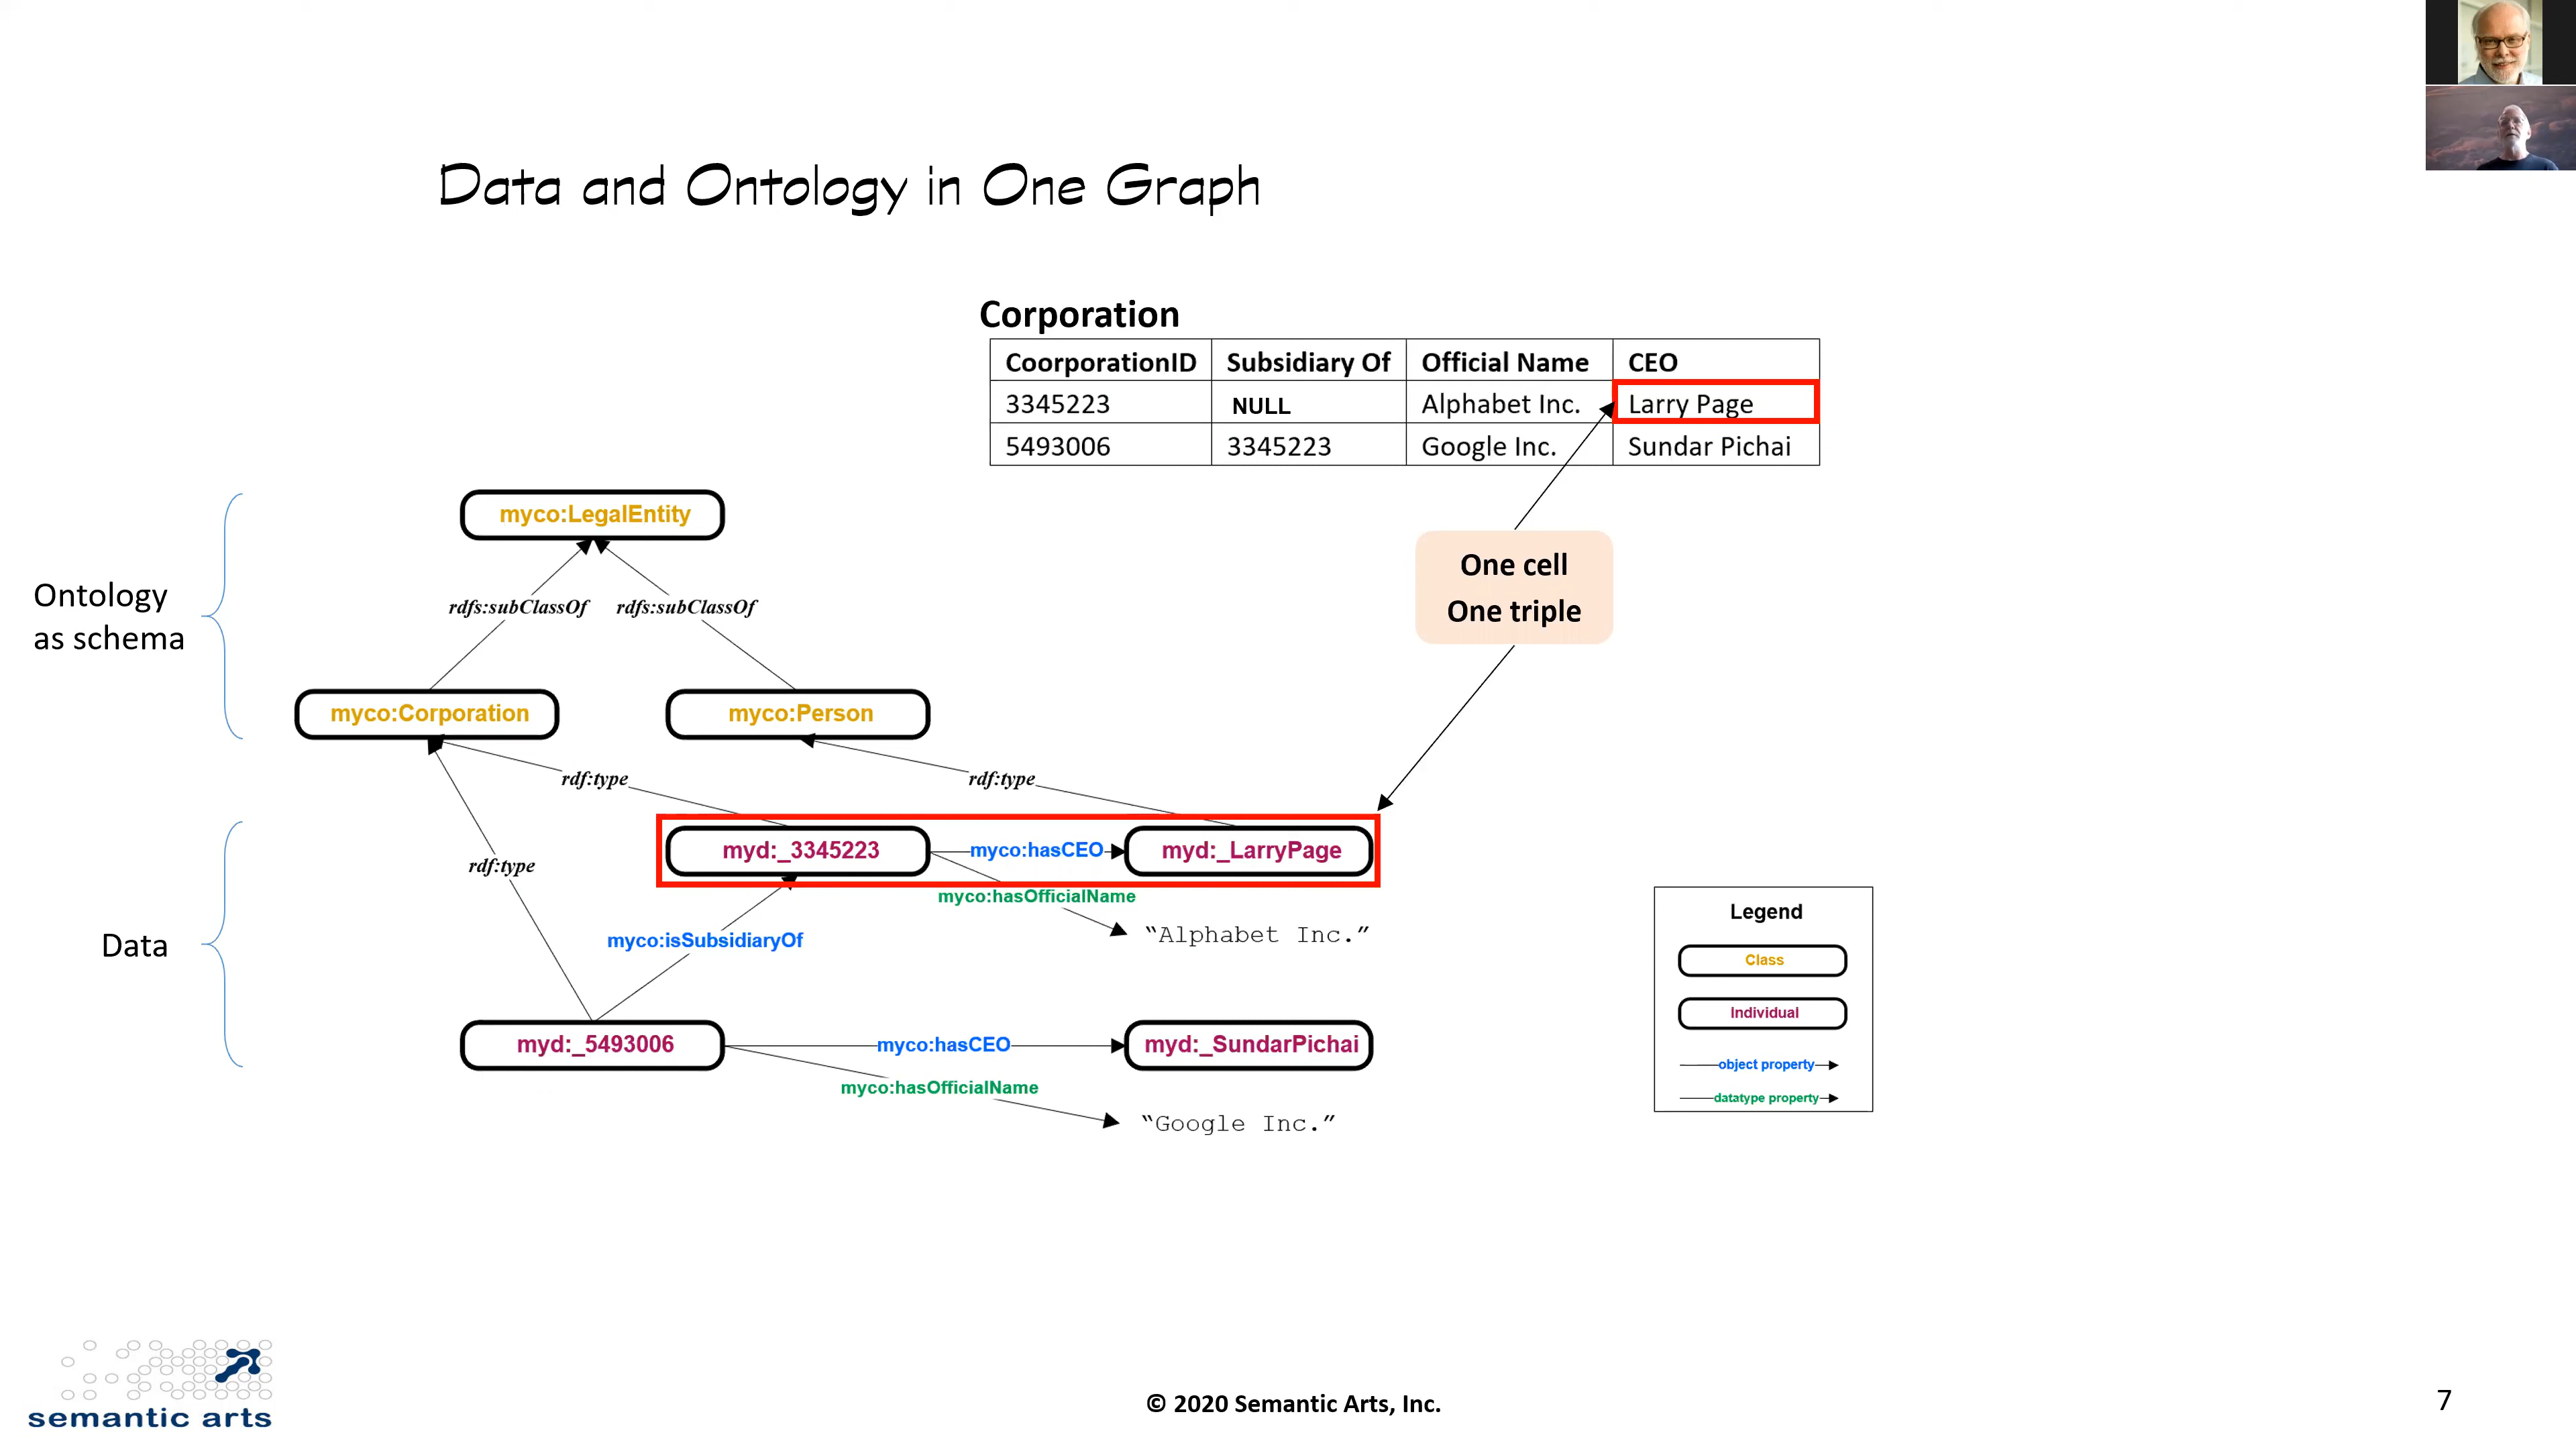 Data and Ontology in One Graph
Corporation
CoorporationID Subsidiary Of Official Name CEO
3345223 NULL Alphabet Inc. Larry Page
5493006 3345223 Google Inc. Sundar Pichai
One cell
One triple
Ontology
as schema
myco:LegalEntity
rdfs:subClassOf rdfs:subClassOf
myco:Corporation myco:Person
rdf:type rdf:type
Data
rdf:type
myd:_3345223 myco:hasCEO myd:_LarryPage
myco:hasOfficialName
“Alphabet Inc.”
myco:isSubsidiaryOf
myd:_5493006 myco:hasCEO myd:_SundarPichai
myco:hasOfficialName
“Google Inc.”
Legend
Class
Individual
object property
datatype property
semantic arts
© 2020 Semantic Arts, Inc.
7